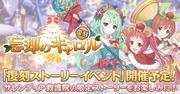 忘却のキャロル
復刻
「復刻ストーリーイベント」開催予定!
サレンディア救護院の限定ストーリーをお楽しみに!